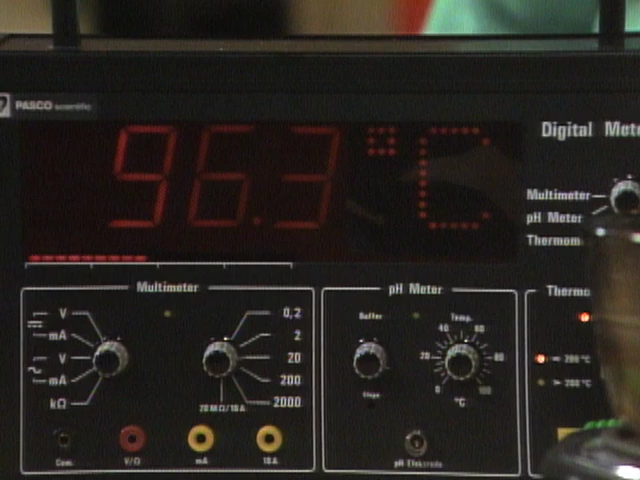 PASCO scientific
96.3 °C
Digital Mete
Multimeter
pH Meter
Thermom
Multimeter
V
mA
V
mA
kΩ
0,2
2
20
200
2000
20 MΩ/10A
Com.
V/Ω
mA
10A
pH Meter
Buffer
Temp.
0
20
40
60
80
100
°C
Slope
pH-Elektrode
Thermo
< 200 °C
> 200 °C